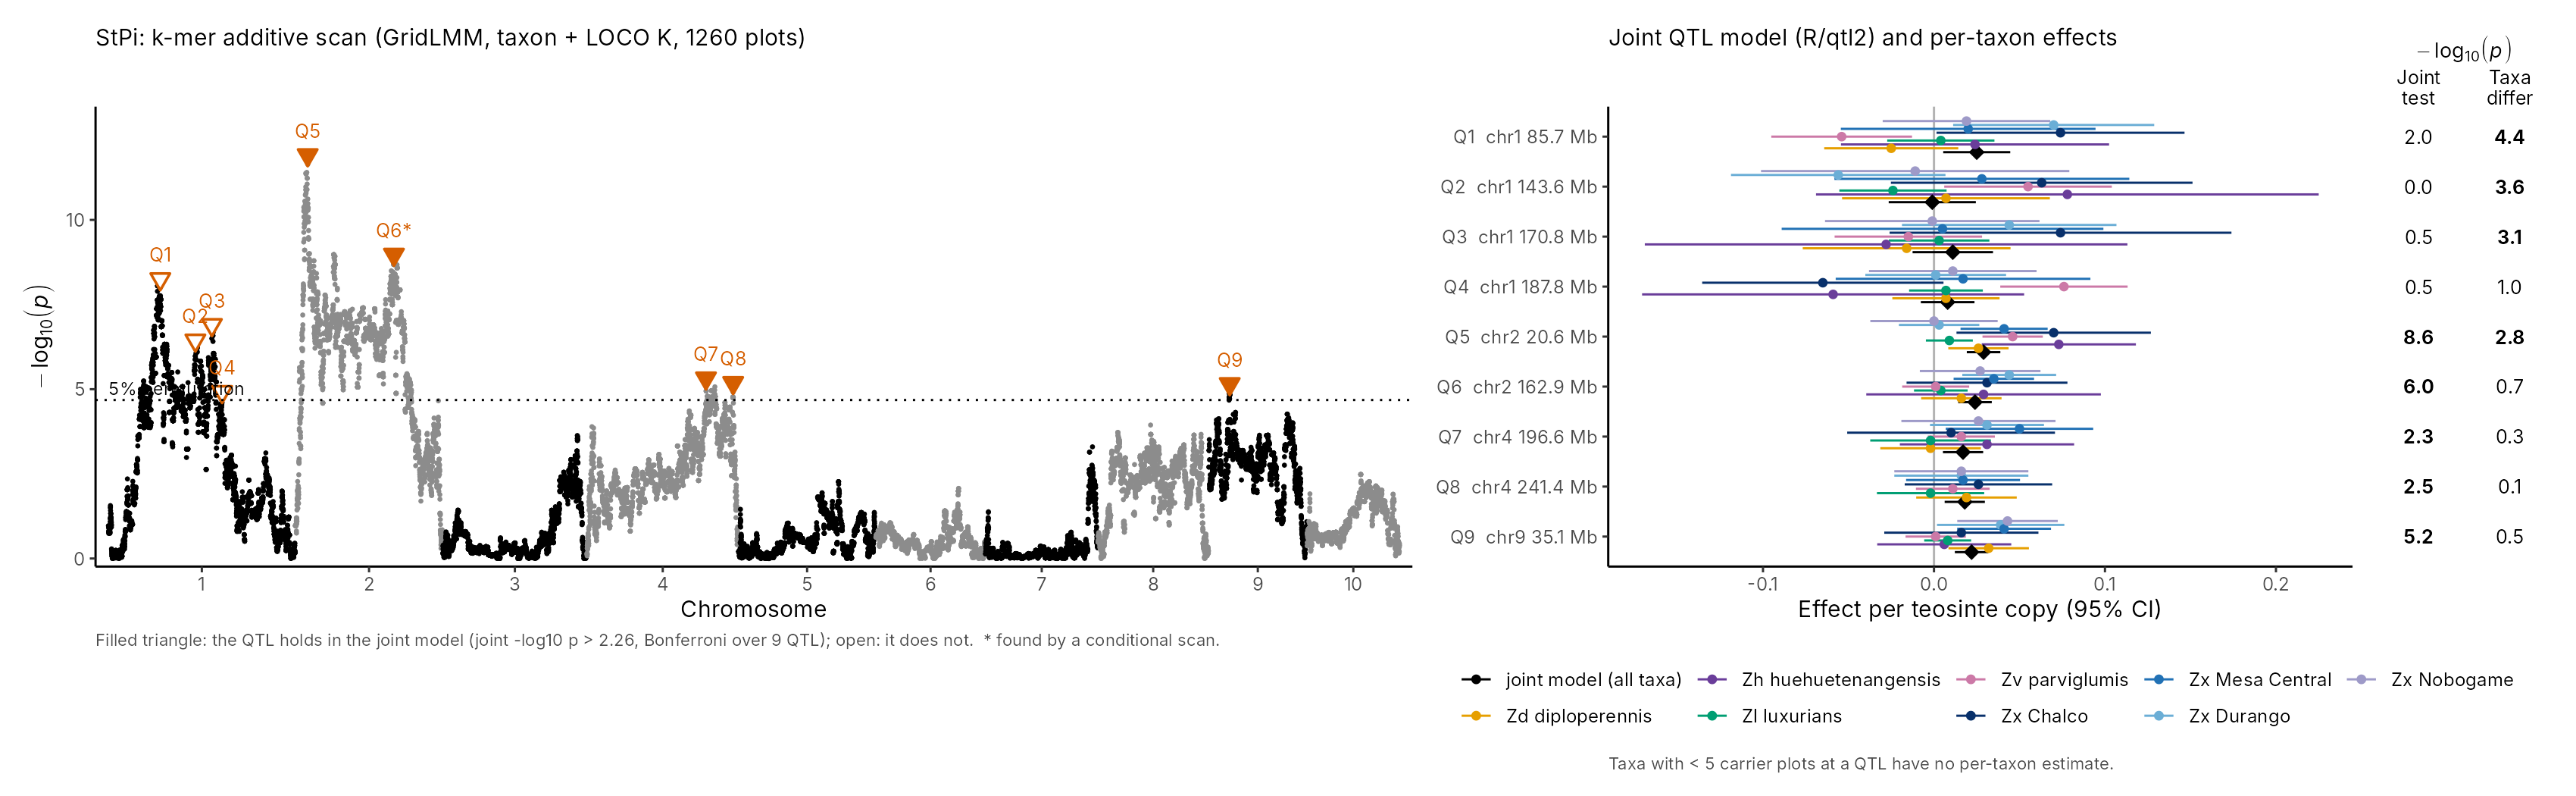 StPi: k-mer additive scan (GridLMM, taxon + LOCO K, 1260 plots)
−log10(p)
10
5
0
Q1
Q2
Q3
Q4
Q5
Q6*
Q7
Q8
Q9
5% permutation
1 2 3 4 5 6 7 8 9 10
Chromosome
Filled triangle: the QTL holds in the joint model (joint -log10 p > 2.26, Bonferroni over 9 QTL); open: it does not. * found by a conditional scan.
Joint QTL model (R/qtl2) and per-taxon effects
−log10(p)
Joint test Taxa differ
Q1 chr1 85.7 Mb 2.0 4.4
Q2 chr1 143.6 Mb 0.0 3.6
Q3 chr1 170.8 Mb 0.5 3.1
Q4 chr1 187.8 Mb 0.5 1.0
Q5 chr2 20.6 Mb 8.6 2.8
Q6 chr2 162.9 Mb 6.0 0.7
Q7 chr4 196.6 Mb 2.3 0.3
Q8 chr4 241.4 Mb 2.5 0.1
Q9 chr9 35.1 Mb 5.2 0.5
-0.1 0.0 0.1 0.2
Effect per teosinte copy (95% CI)
joint model (all taxa) Zh huehuetenangensis Zv parviglumis Zx Mesa Central Zx Nobogame
Zd diploperennis Zl luxurians Zx Chalco Zx Durango
Taxa with < 5 carrier plots at a QTL have no per-taxon estimate.